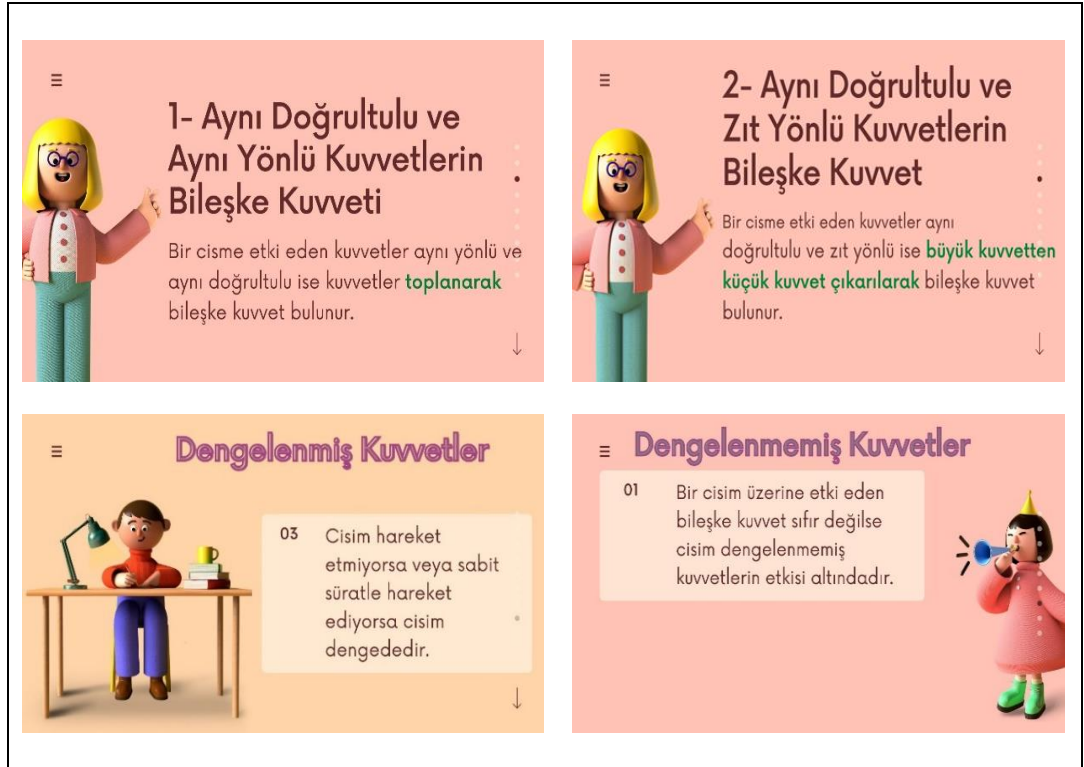 1- Aynı Doğrultulu ve
Aynı Yönlü Kuvvetlerin
Bileşke Kuvveti
Bir cisme etki eden kuvvetler aynı yönlü ve
aynı doğrultulu ise kuvvetler toplanarak
bileşke kuvvet bulunur.
2- Aynı Doğrultulu ve
Zıt Yönlü Kuvvetlerin
Bileşke Kuvvet
Bir cisme etki eden kuvvetler aynı
doğrultulu ve zıt yönlü ise büyük kuvvetten
küçük kuvvet çıkarılarak bileşke kuvvet
bulunur.
Dengelenmiş Kuvvetler
03 Cisim hareket
etmiyorsa veya sabit
süratle hareket
ediyorsa cisim
dengededir.
Dengelenmemiş Kuvvetler
01 Bir cisim üzerine etki eden
bileşke kuvvet sıfır değilse
cisim dengelenmemiş
kuvvetlerin etkisi altındadır.